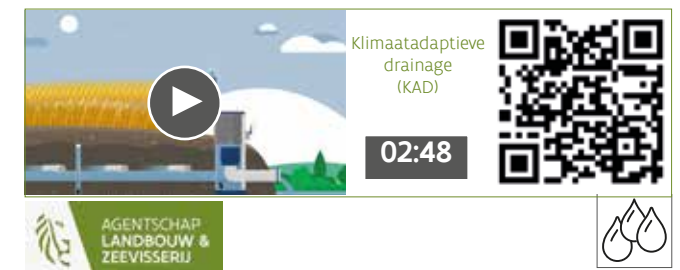 Klimaatadaptieve
drainage
(KAD)
02:48
AGENTSCHAP
LANDBOUW &
ZEEVISSERIJ